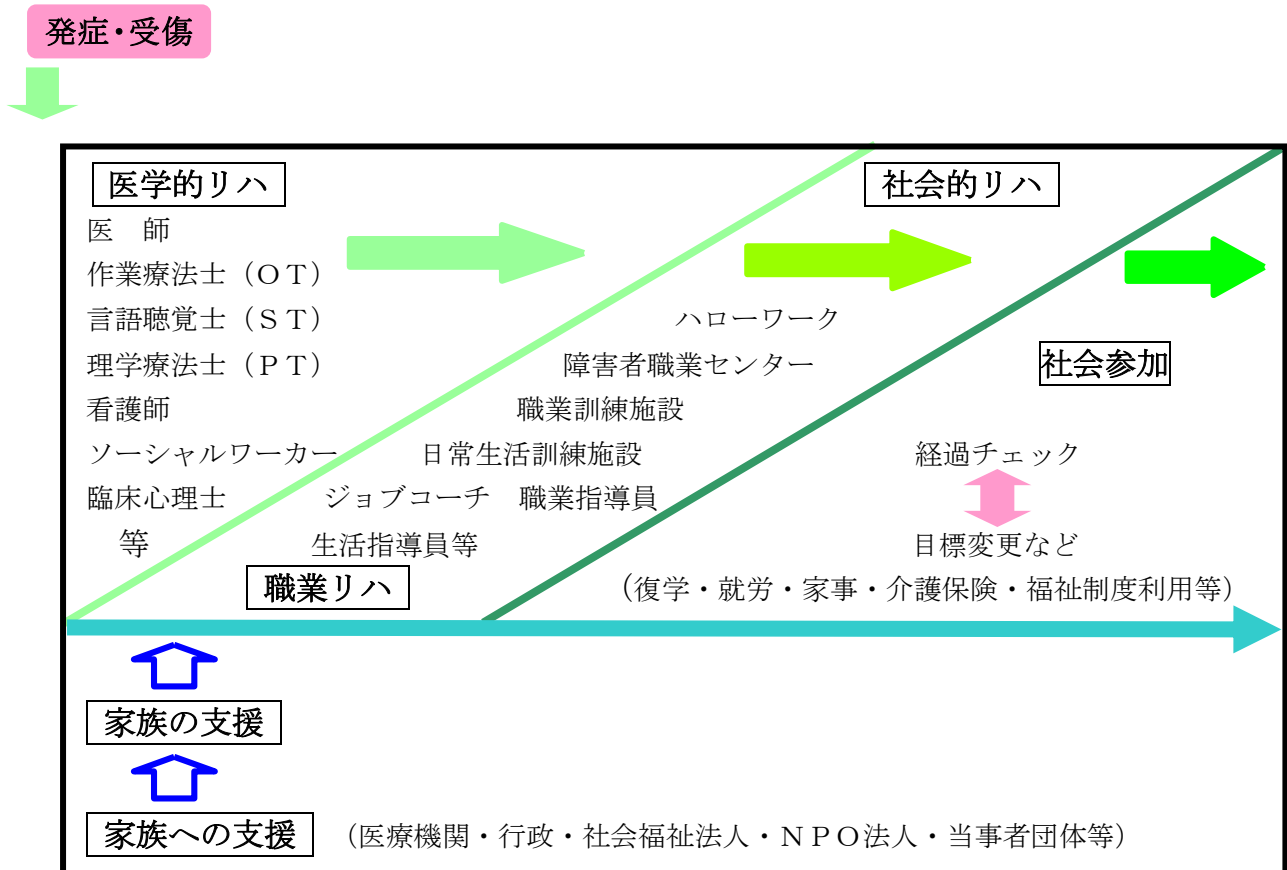 発症・受傷
医学的リハ
社会的リハ
医　師
作業療法士（ＯＴ）
言語聴覚士（ＳＴ）
ハローワーク
理学療法士（ＰＴ）
障害者職業センター
社会参加
看護師
職業訓練施設
ソーシャルワーカー
日常生活訓練施設
経過チェック
臨床心理士
ジョブコーチ　職業指導員
等
生活指導員等
目標変更など
職業リハ
（復学・就労・家事・介護保険・福祉制度利用等）
家族の支援
家族への支援
（医療機関・行政・社会福祉法人・ＮＰＯ法人・当事者団体等）